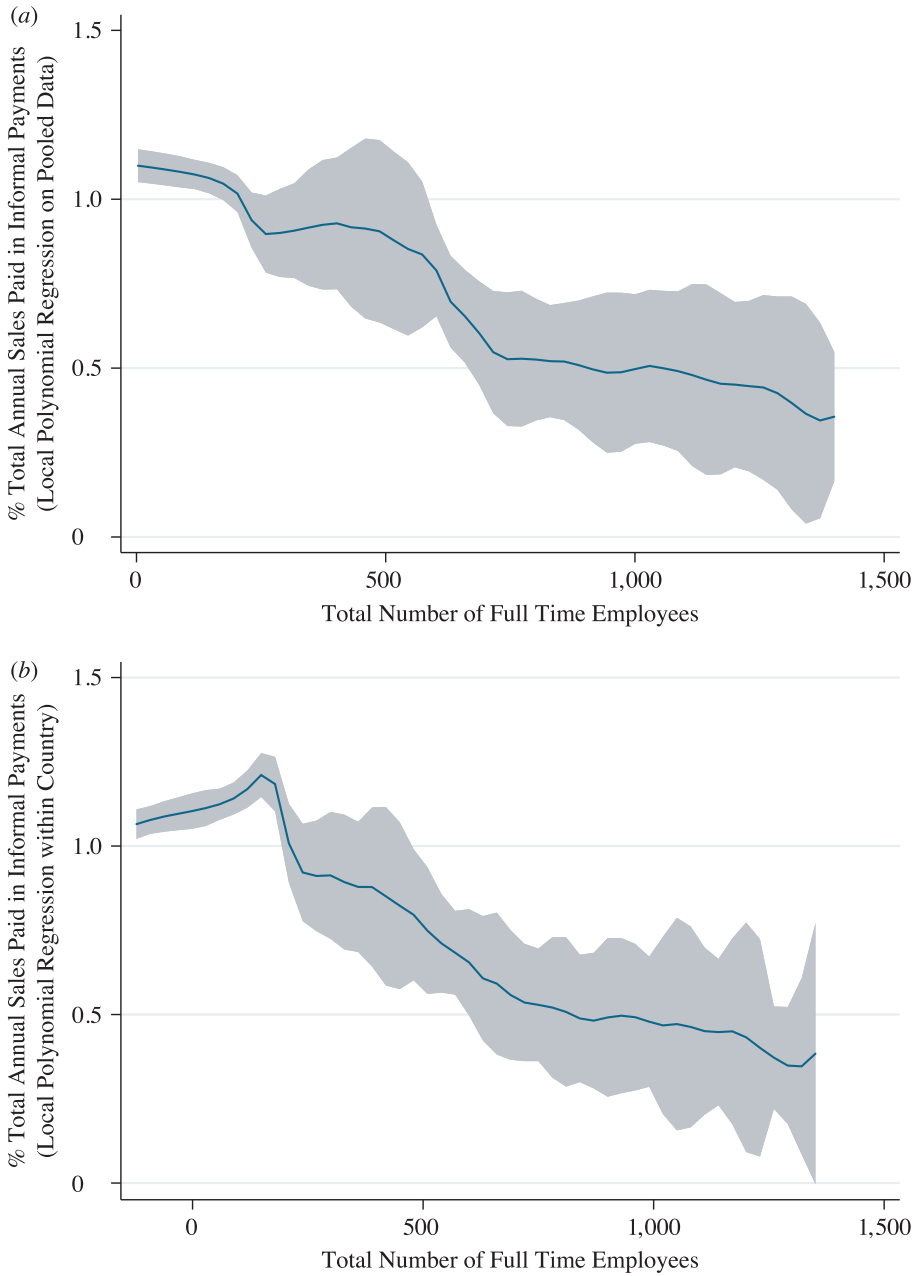 (a)
% Total Annual Sales Paid in Informal Payments
(Local Polynomial Regression on Pooled Data)
1.5
1.0
0.5
0
0 500 1,000 1,500
Total Number of Full Time Employees
(b)
% Total Annual Sales Paid in Informal Payments
(Local Polynomial Regression within Country)
1.5
1.0
0.5
0
0 500 1,000 1,500
Total Number of Full Time Employees